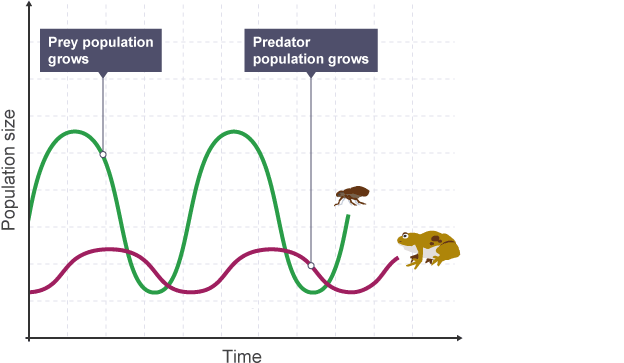 Prey population
grows
Predator
population grows
Population size
Time